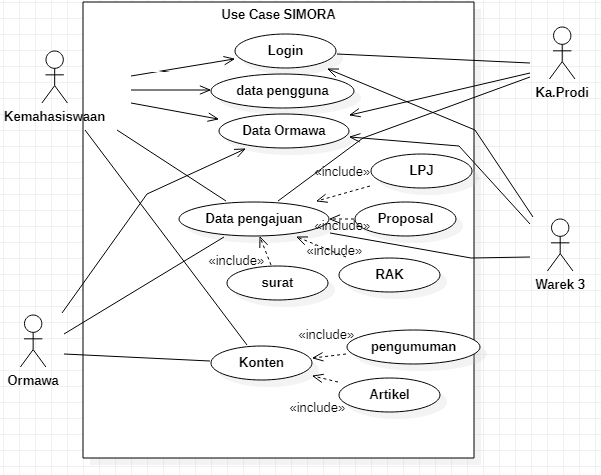 Use Case SIMORA
Login
Ka.Prodi
data pengguna
Kemahasiswaan
Data Ormawa
«include»
LPJ
Data pengajuan
Proposal
«include»
«include»
«include»
RAK
surat
Warek 3
«include»
pengumuman
Konten
Ormawa
Artikel
«include»